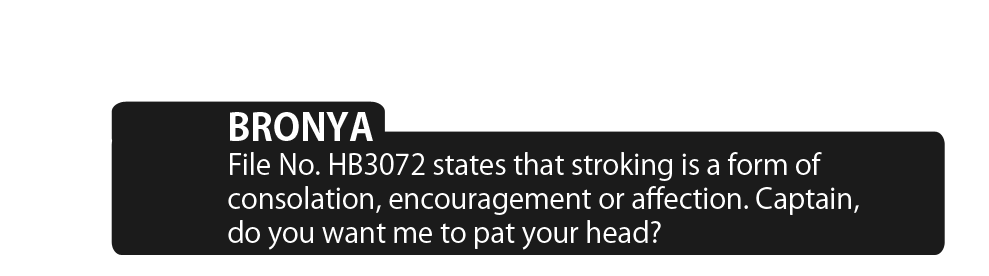 BRONYA
File No. HB3072 states that stroking is a form of
consolation, encouragement or affection. Captain,
do you want me to pat your head?